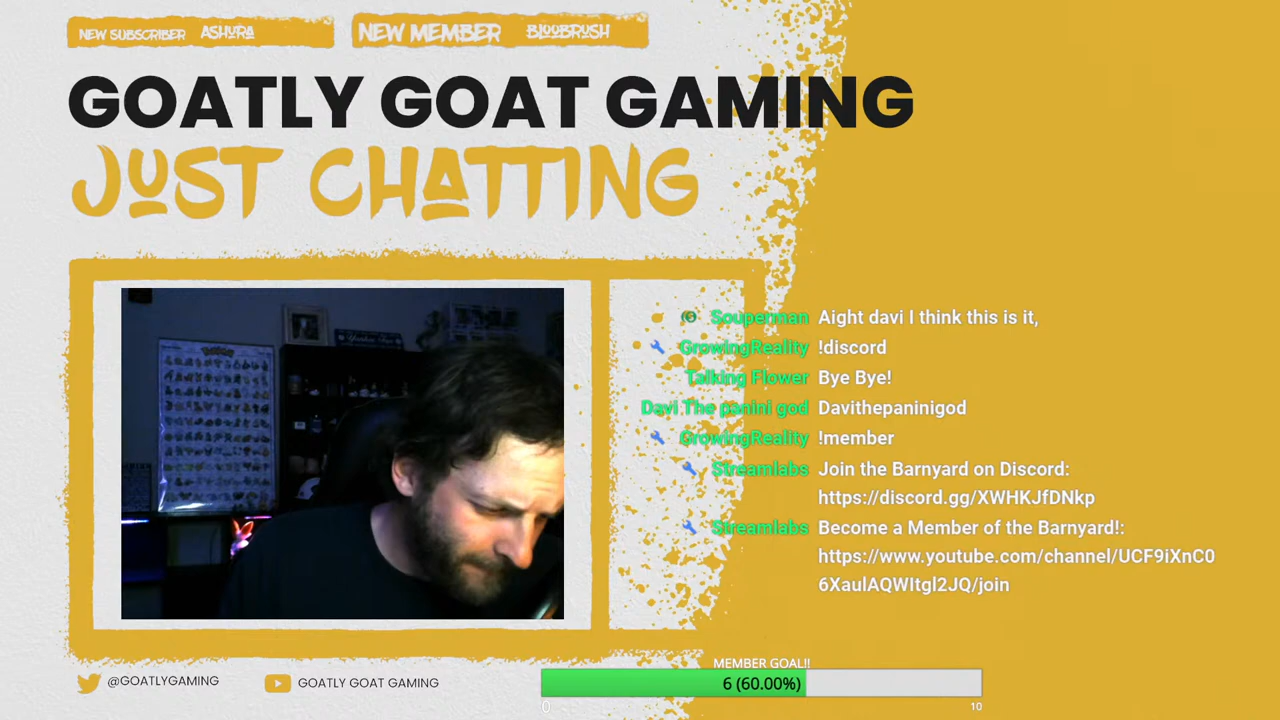 NEW SUBSCRIBER ASHURA
NEW MEMBER BLOOBRUSH
GOATLY GOAT GAMING
JUST CHATTING
Souperman Aight davi I think this is it,
GrowingReality !discord
Talking Flower Bye Bye!
Davi The panini god Davithepaninigod
GrowingReality !member
Streamlabs Join the Barnyard on Discord:
https://discord.gg/XWHKJfDNkp
Streamlabs Become a Member of the Barnyard!:
https://www.youtube.com/channel/UCF9iXnC0
6XaulAQWItgl2JQ/join
@GOATLYGAMING
GOATLY GOAT GAMING
MEMBER GOAL!!
6 (60.00%)
0
10